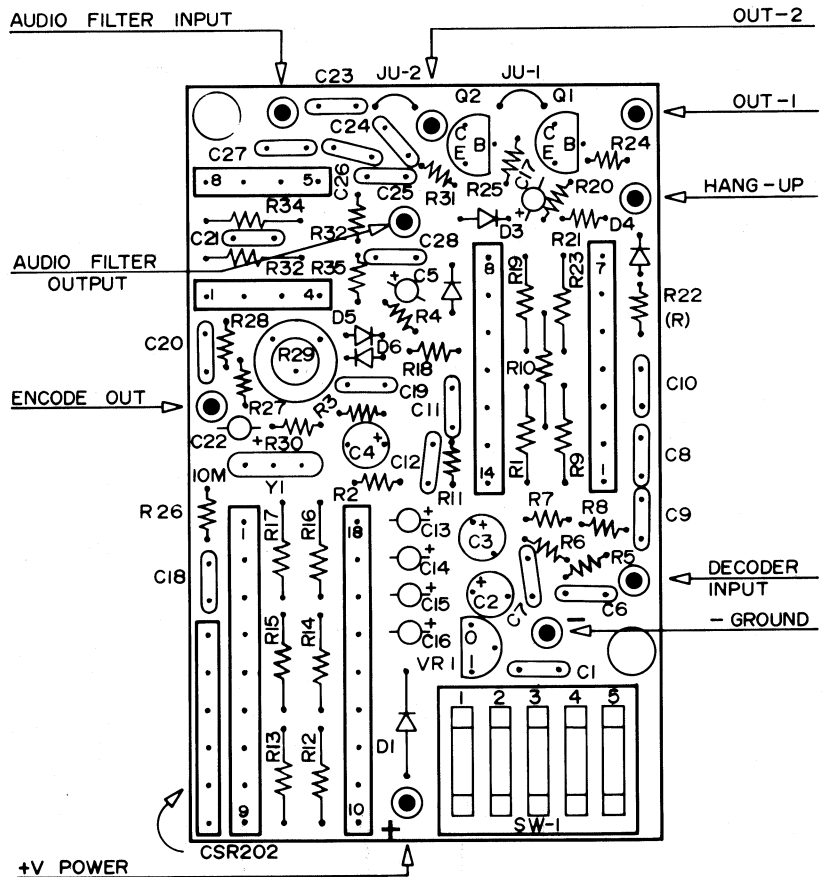 AUDIO FILTER INPUT
OUT-2
C23
JU-2
JU-1
Q2
Q1
OUT-1
C24
C
E
B
C
E
B
C27
R24
C17
C26
C25
R31
R25
R20
HANG-UP
8
5
R34
D3
D4
C21
R32
R32
C28
R21
AUDIO FILTER
OUTPUT
R35
C5
+
+
8
R19
R23
7
1
4
R4
R22
(R)
D5
D6
C20
R28
R29
R18
R10
C10
C19
ENCODE OUT
R27
R3
C11
C22
+
R30
C4
+
C12
R1
R9
C8
10M
Y1
R2
R11
14
1
R26
R17
R16
18
C13
+
C3
+
R7
R8
C9
1
R6
C14
+
R5
DECODER
INPUT
C18
C15
+
C2
+
C7
C6
R15
R14
C16
+
O
I
-
- GROUND
VR1
C1
1 2 3 4 5
R13
R12
D1
9
10
+
SW-1
CSR202
+V POWER